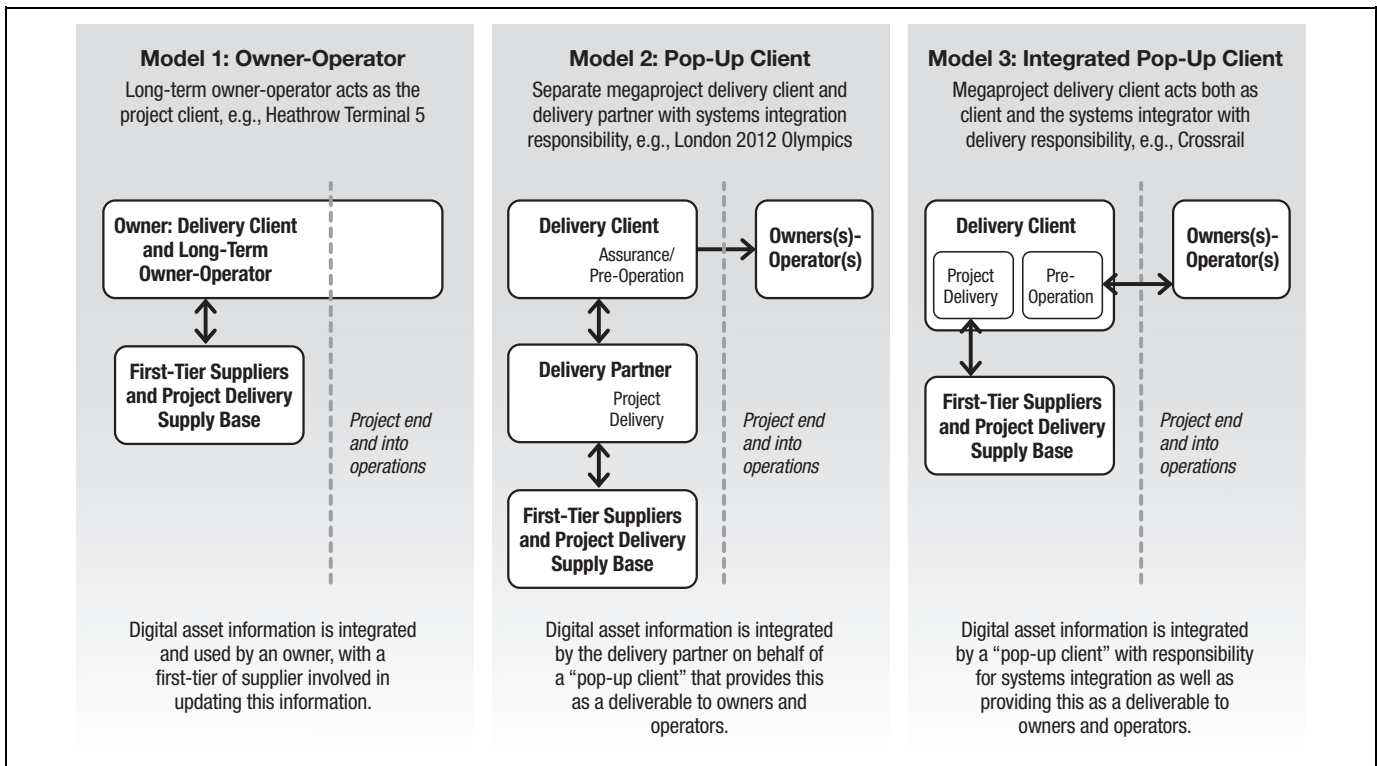 Model 1: Owner-Operator
Long-term owner-operator acts as the
project client, e.g., Heathrow Terminal 5
Owner: Delivery Client
and Long-Term
Owner-Operator
First-Tier Suppliers
and Project Delivery
Supply Base
Project end
and into
operations
Digital asset information is integrated
and used by an owner, with a
first-tier of supplier involved in
updating this information.
Model 2: Pop-Up Client
Separate megaproject delivery client and
delivery partner with systems integration
responsibility, e.g., London 2012 Olympics
Delivery Client
Assurance/
Pre-Operation
Owners(s)-
Operator(s)
Delivery Partner
Project
Delivery
Project end
and into
operations
First-Tier Suppliers
and Project Delivery
Supply Base
Digital asset information is integrated
by the delivery partner on behalf of
a “pop-up client” that provides this
as a deliverable to owners and
operators.
Model 3: Integrated Pop-Up Client
Megaproject delivery client acts both as
client and the systems integrator with
delivery responsibility, e.g., Crossrail
Delivery Client
Project
Delivery
Pre-
Operation
Owners(s)-
Operator(s)
First-Tier Suppliers
and Project Delivery
Supply Base
Project end
and into
operations
Digital asset information is integrated
by a “pop-up client” with responsibility
for systems integration as well as
providing this as a deliverable to
owners and operators.